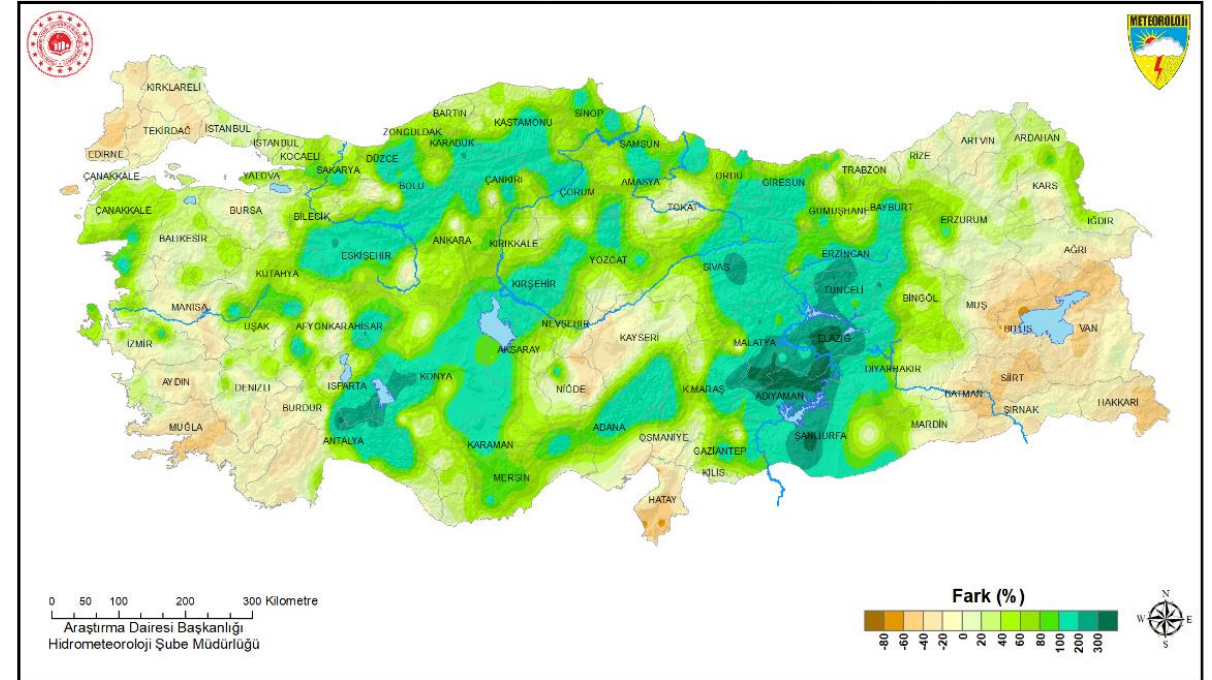 METEOROLOJİ
KIRKLARELİ
TEKİRDAĞ
İSTANBUL
EDİRNE
İSTANBUL
KOCAELİ
ÇANAKKALE
YALOVA
SAKARYA
DÜZCE
ZONGULDAK
BARTIN
KARABÜK
KASTAMONU
SİNOP
SAMSUN
ÇANAKKALE
BURSA
BİLECİK
BOLU
ÇANKIRI
ÇORUM
AMASYA
TOKAT
ORDU
GİRESUN
TRABZON
RİZE
ARTVİN
ARDAHAN
KARS
IĞDIR
GÜMÜŞHANE
BAYBURT
ERZURUM
AĞRI
BALIKESİR
ESKİŞEHİR
ANKARA
KIRIKKALE
YOZGAT
SİVAS
ERZİNCAN
TUNCELİ
BİNGÖL
MUŞ
KÜTAHYA
KIRŞEHİR
MANİSA
UŞAK
AFYONKARAHİSAR
NEVŞEHİR
KAYSERİ
MALATYA
ELAZIĞ
BİTLİS
VAN
İZMİR
AKSARAY
DİYARBAKIR
AYDIN
DENİZLİ
ISPARTA
KONYA
NİĞDE
K.MARAŞ
ADIYAMAN
BATMAN
SİİRT
ŞIRNAK
HAKKARİ
MUĞLA
BURDUR
ANTALYA
KARAMAN
ADANA
OSMANİYE
GAZİANTEP
ŞANLIURFA
MARDİN
MERSİN
KİLİS
HATAY
0 50 100 200 300 Kilometre
Araştırma Dairesi Başkanlığı
Hidrometeoroloji Şube Müdürlüğü
Fark (%)
-80 -60 -40 -20 0 20 40 60 80 100 200 300
N
W E
S